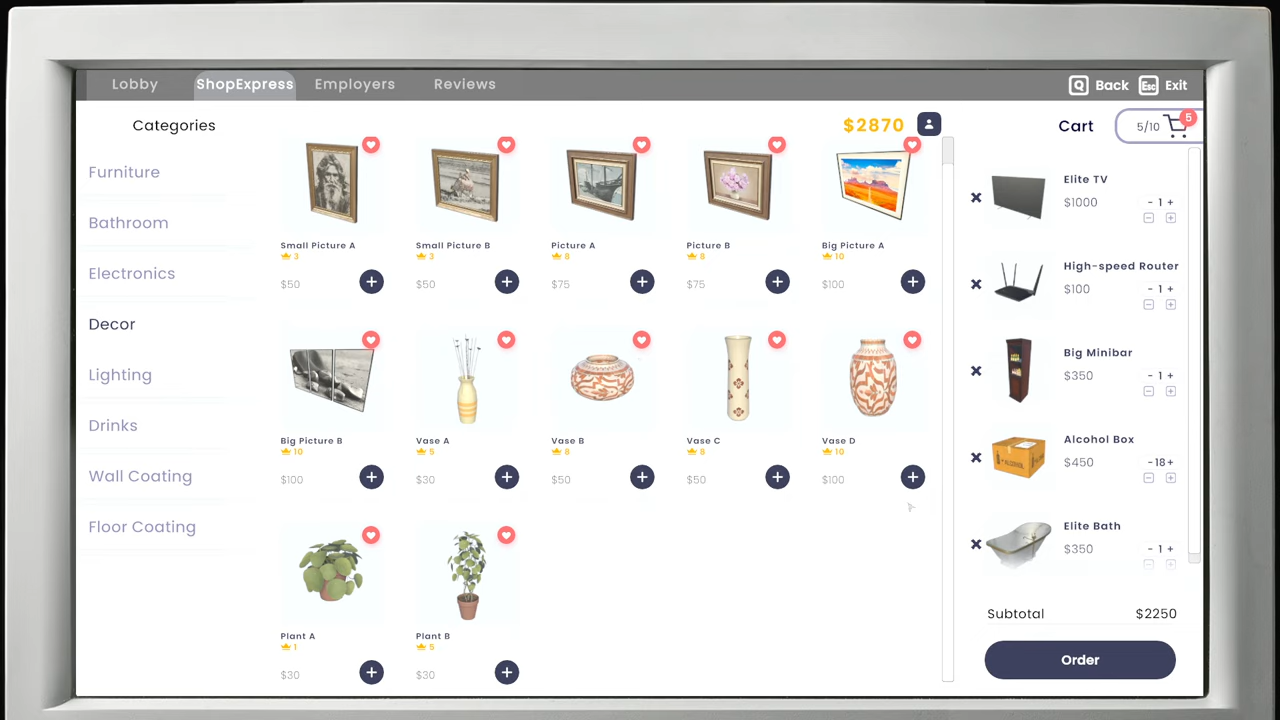 Lobby
ShopExpress
Employers
Reviews
Q Back
Esc Exit
Categories
$2870
Cart
5/10
5
Furniture
Bathroom
Electronics
Decor
Lighting
Drinks
Wall Coating
Floor Coating
Small Picture A
3
$50
Small Picture B
3
$50
Picture A
8
$75
Picture B
8
$75
Big Picture A
10
$100
Big Picture B
10
$100
Vase A
5
$30
Vase B
8
$50
Vase C
8
$50
Vase D
10
$100
Plant A
1
$30
Plant B
5
$30
Elite TV
$1000
- 1 +
High-speed Router
$100
- 1 +
Big Minibar
$350
- 1 +
Alcohol Box
$450
-18+
ALCOHOL
Elite Bath
$350
- 1 +
Subtotal
$2250
Order